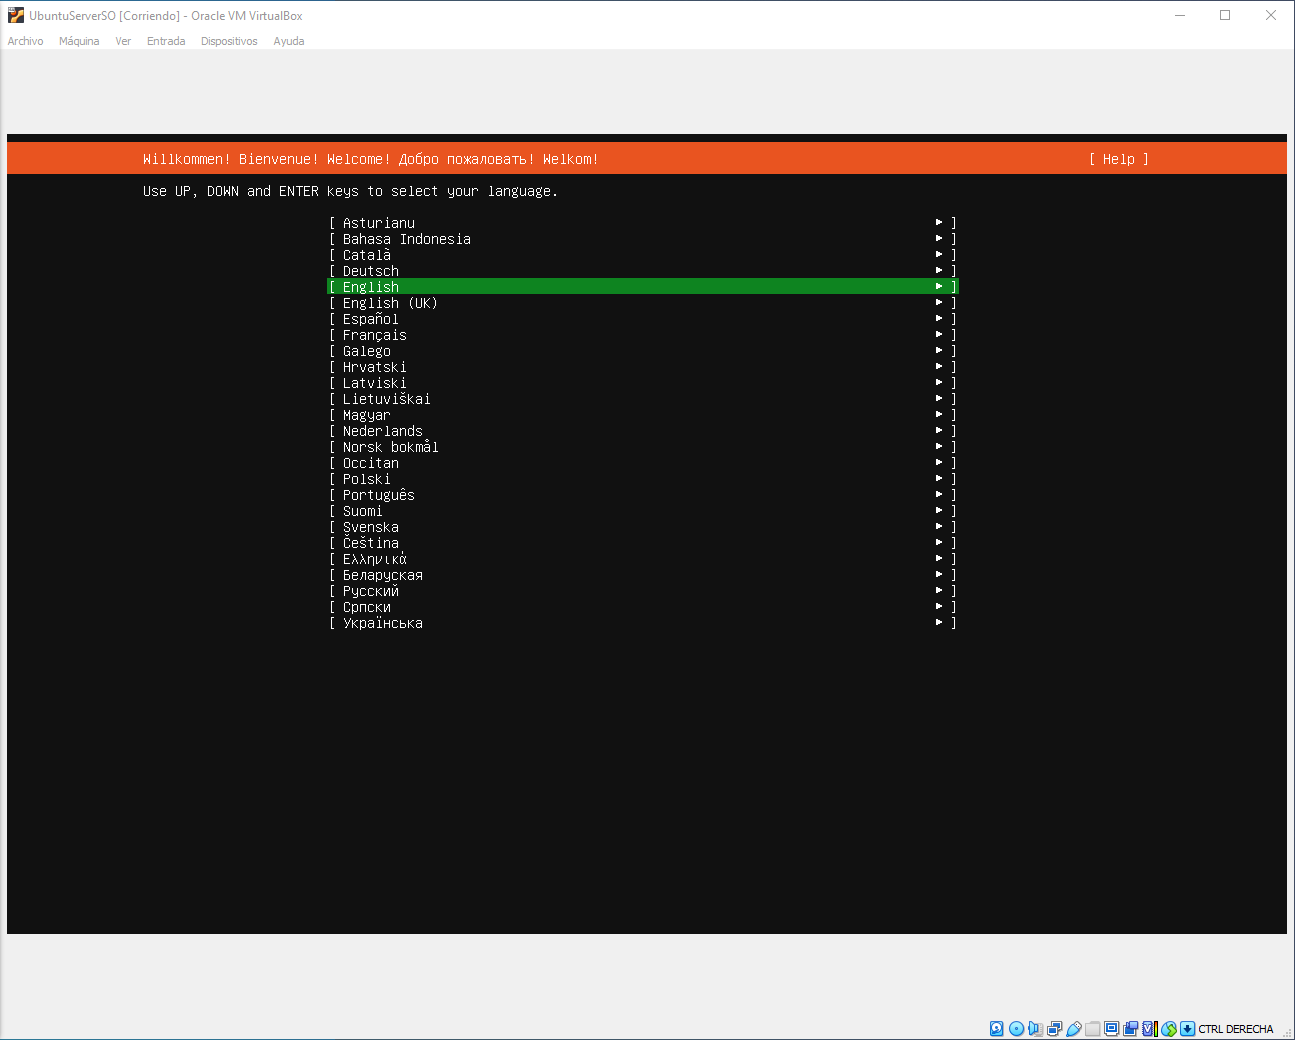 UbuntuServerSO [Corriendo] - Oracle VM VirtualBox
Archivo Máquina Ver Entrada Dispositivos Ayuda
Willkommen! Bienvenue! Welcome! Добро пожаловать! Welkom! [ Help ]
Use UP, DOWN and ENTER keys to select your language.
[ Asturianu ► ]
[ Bahasa Indonesia ► ]
[ Català ► ]
[ Deutsch ► ]
[ English ► ]
[ English (UK) ► ]
[ Español ► ]
[ Français ► ]
[ Galego ► ]
[ Hrvatski ► ]
[ Latviski ► ]
[ Lietuviškai ► ]
[ Magyar ► ]
[ Nederlands ► ]
[ Norsk bokmål ► ]
[ Occitan ► ]
[ Polski ► ]
[ Português ► ]
[ Suomi ► ]
[ Svenska ► ]
[ Čeština ► ]
[ Ελληνικά ► ]
[ Беларуская ► ]
[ Русский ► ]
[ Српски ► ]
[ Українська ► ]
CTRL DERECHA